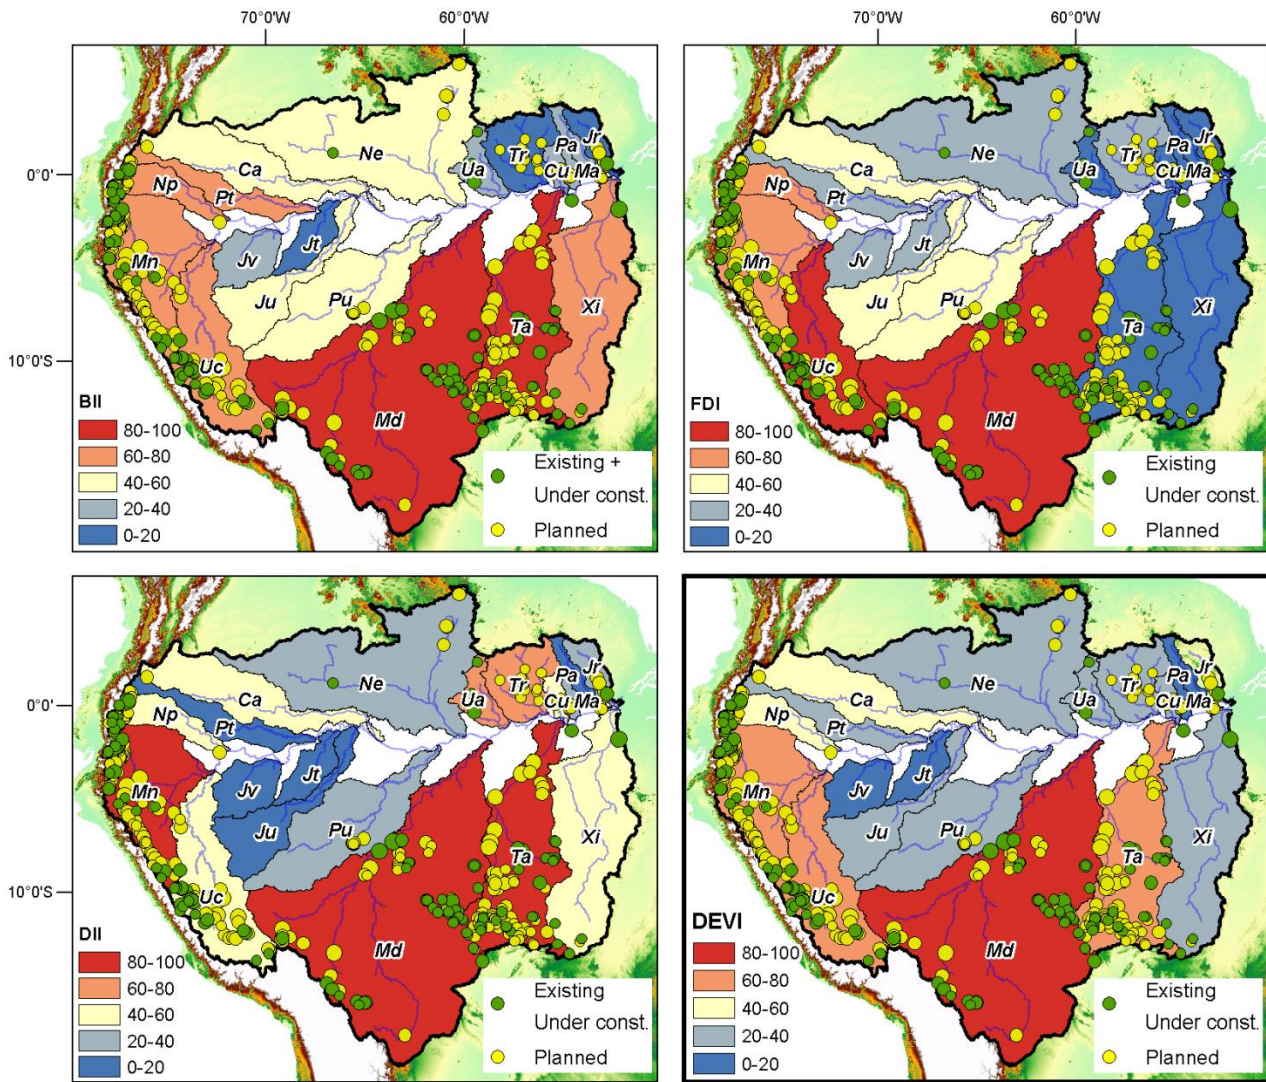 70°0'W 60°0'W 70°0'W 60°0'W
0°0'
10°0'S
Ne
Ca
Np
Pt
Ua
Tr
Pa
Jr
Cu
Ma
Mn
Jv
Jt
Ju
Pu
Uc
Md
Ta
Xi
BII
80-100
60-80
40-60
20-40
0-20
Existing +
Under const.
Planned
Ne
Ca
Np
Pt
Ua
Tr
Pa
Jr
Cu
Ma
Mn
Jv
Jt
Ju
Pu
Uc
Md
Ta
Xi
FDI
80-100
60-80
40-60
20-40
0-20
Existing
Under const.
Planned
0°0'
10°0'S
Ne
Ca
Np
Pt
Ua
Tr
Pa
Jr
Cu
Ma
Mn
Jv
Jt
Ju
Pu
Uc
Md
Ta
Xi
DII
80-100
60-80
40-60
20-40
0-20
Existing
Under const.
Planned
Ne
Ca
Np
Pt
Ua
Tr
Pa
Jr
Cu
Ma
Mn
Jv
Jt
Ju
Pu
Uc
Md
Ta
Xi
DEVI
80-100
60-80
40-60
20-40
0-20
Existing
Under const.
Planned